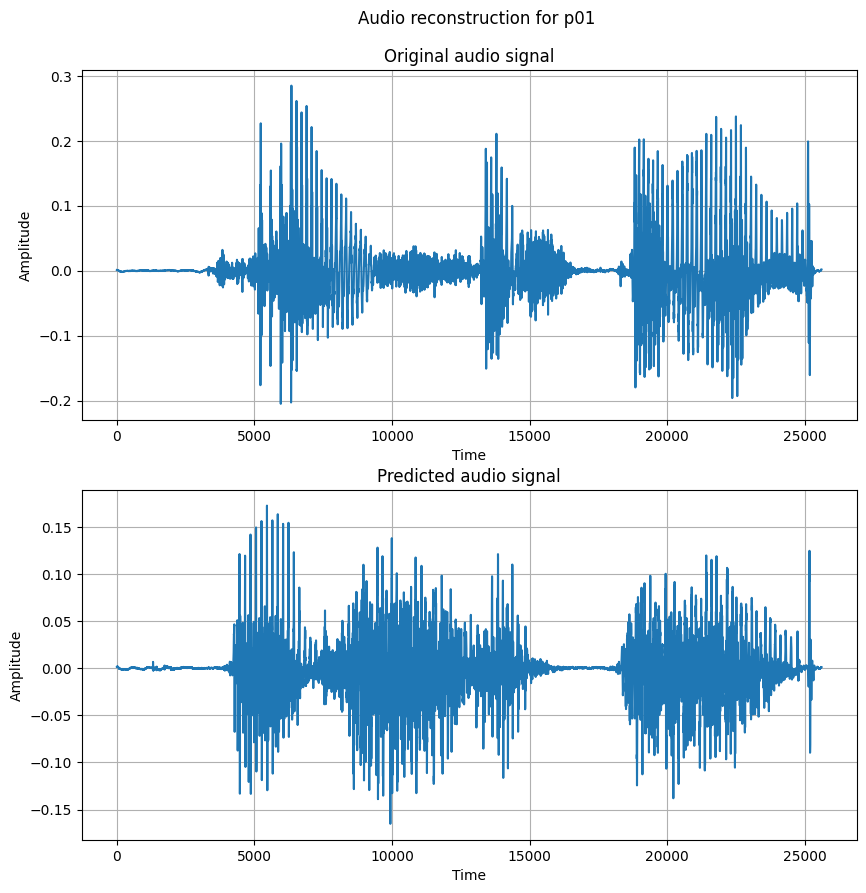 Audio reconstruction for p01
Original audio signal
0.3
0.2
0.1
0.0
−0.1
−0.2
Amplitude
0 5000 10000 15000 20000 25000
Time
Predicted audio signal
0.15
0.10
0.05
0.00
−0.05
−0.10
−0.15
Amplitude
0 5000 10000 15000 20000 25000
Time